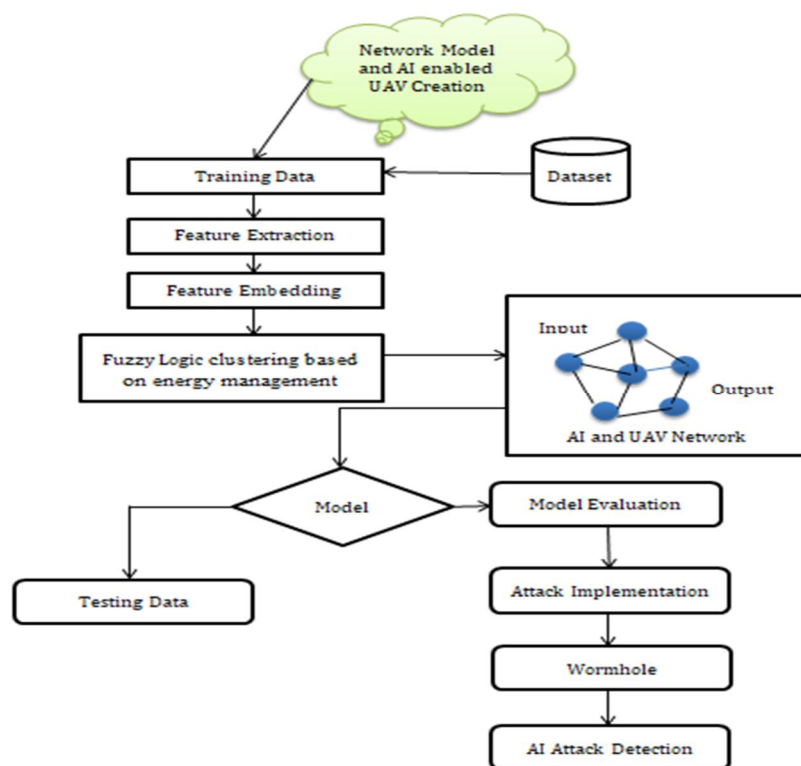 Network Model
and AI enabled
UAV Creation
Training Data
Dataset
Feature Extraction
Feature Embedding
Fuzzy Logic clustering based
on energy management
Input
Output
AI and UAV Network
Model
Model Evaluation
Testing Data
Attack Implementation
Wormhole
AI Attack Detection